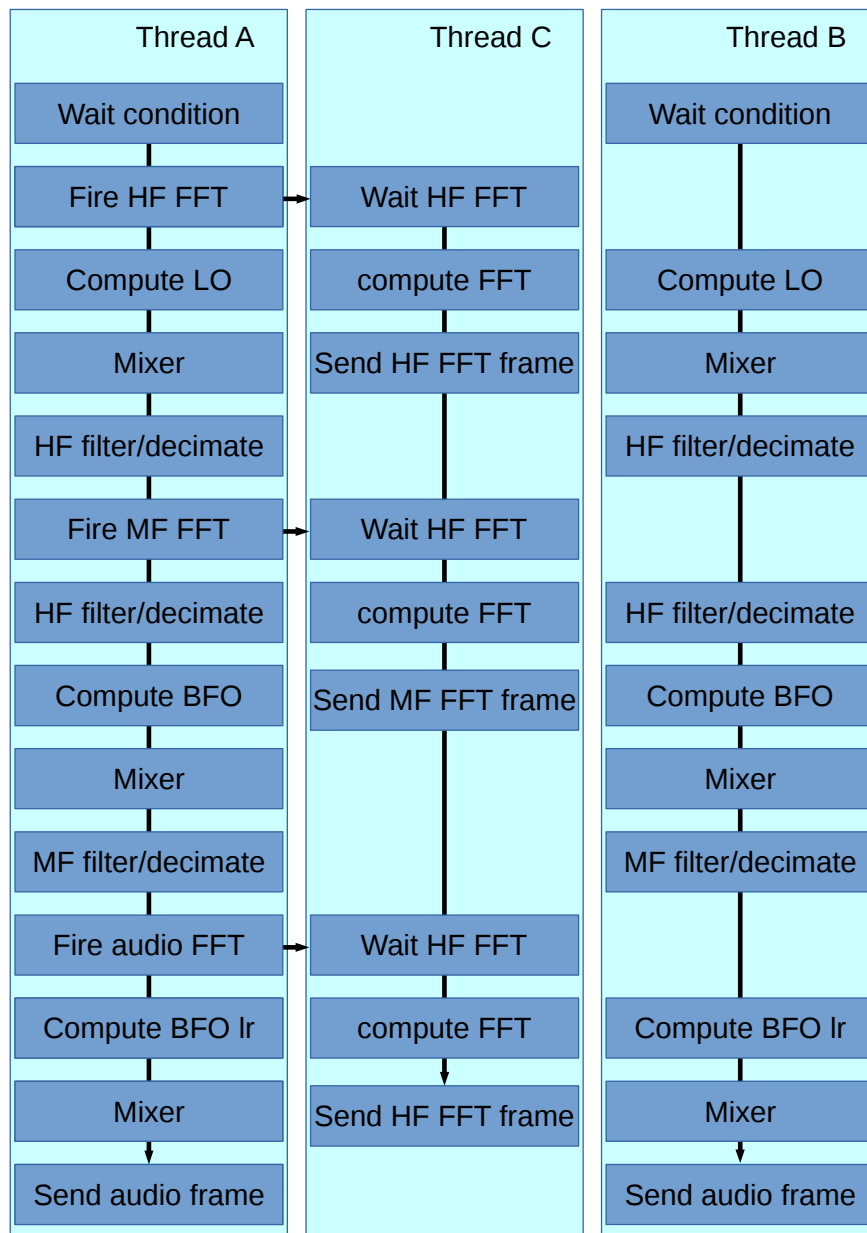 Thread A
Wait condition
Fire HF FFT
Compute LO
Mixer
HF filter/decimate
Fire MF FFT
HF filter/decimate
Compute BFO
Mixer
MF filter/decimate
Fire audio FFT
Compute BFO lr
Mixer
Send audio frame
Thread C
Wait HF FFT
compute FFT
Send HF FFT frame
Wait HF FFT
compute FFT
Send MF FFT frame
Wait HF FFT
compute FFT
Send HF FFT frame
Thread B
Wait condition
Compute LO
Mixer
HF filter/decimate
HF filter/decimate
Compute BFO
Mixer
MF filter/decimate
Compute BFO lr
Mixer
Send audio frame